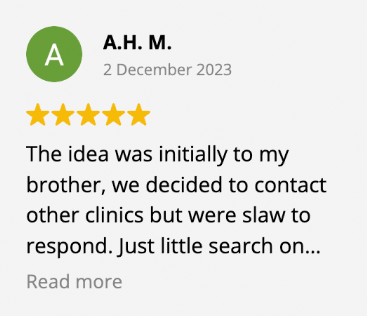 A
A.H. M.
2 December 2023
The idea was initially to my
brother, we decided to contact
other clinics but were slaw to
respond. Just little search on...
Read more